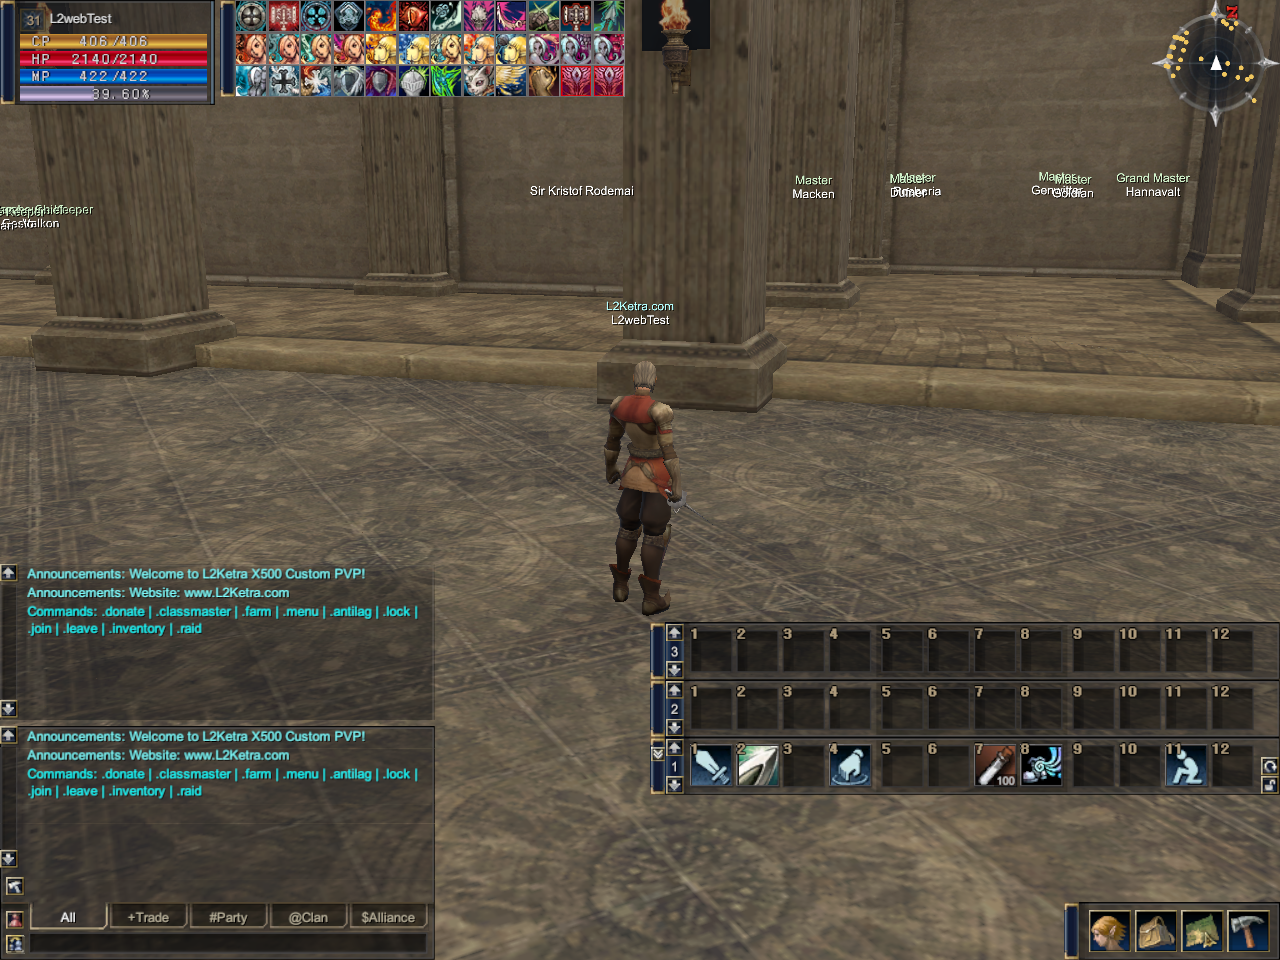 31 L2webTest
CP 406/406
HP 2140/2140
MP 422/422
39.60%
N
Sir Kristof Rodemai
Master
Macken
Master
Master
Master
Master
Goldian
Grand Master
Hannavalt
L2Ketra.com
L2webTest
Announcements: Welcome to L2Ketra X500 Custom PVP!
Announcements: Website: www.L2Ketra.com
Commands: .donate | .classmaster | .farm | .menu | .antilag | .lock |
.join | .leave | .inventory | .raid
1 2 3 4 5 6 7 8 9 10 11 12
3
1 2 3 4 5 6 7 8 9 10 11 12
2
1 2 3 4 5 6 7 8 9 10 11 12
1
100
Announcements: Welcome to L2Ketra X500 Custom PVP!
Announcements: Website: www.L2Ketra.com
Commands: .donate | .classmaster | .farm | .menu | .antilag | .lock |
.join | .leave | .inventory | .raid
All +Trade #Party @Clan $Alliance